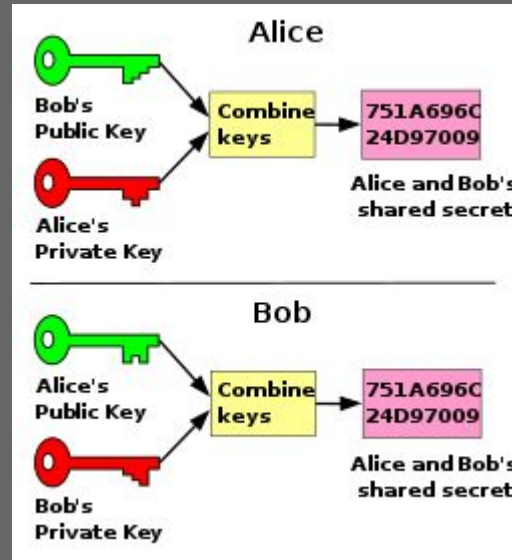 Alice
Bob's
Public Key
Combine
keys
751A696C
24D97009
Alice's
Private Key
Alice and Bob's
shared secret
Bob
Alice's
Public Key
Combine
keys
751A696C
24D97009
Bob's
Private Key
Alice and Bob's
shared secret